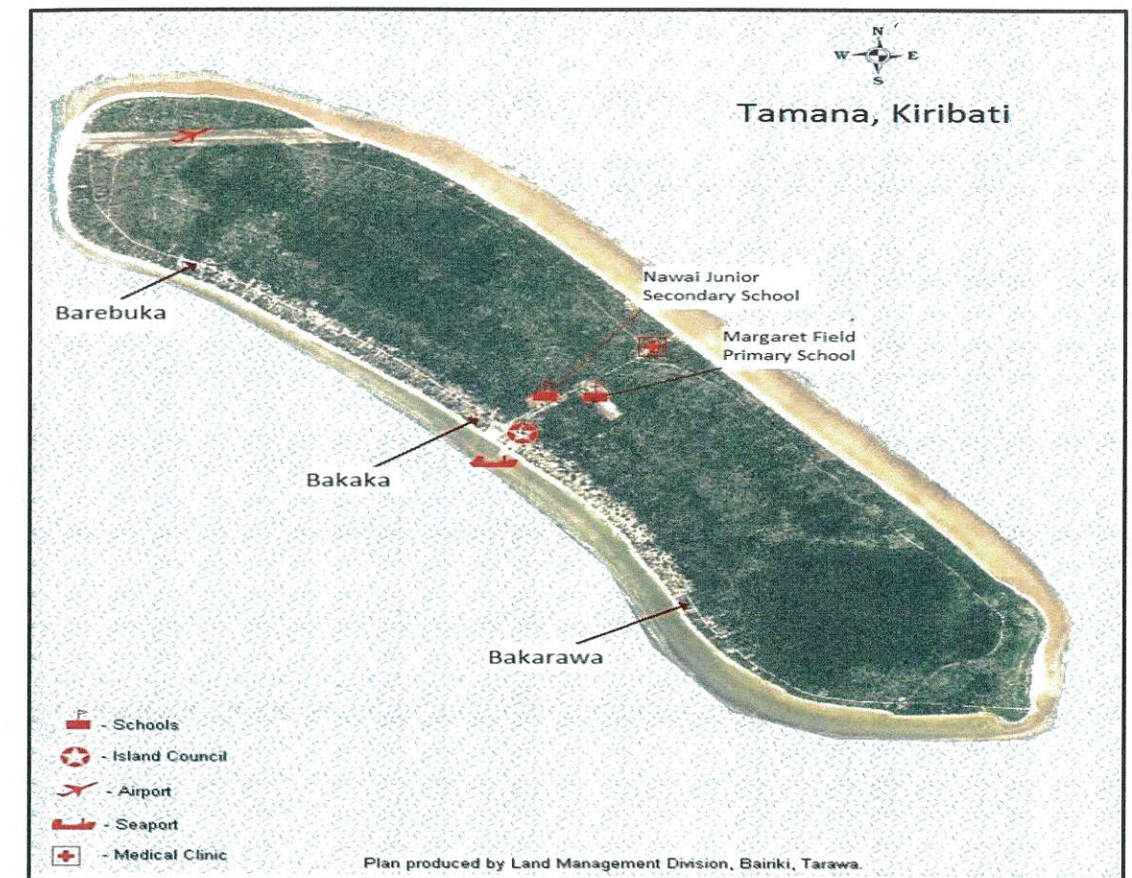 N
W E
S
Tamana, Kiribati
Nawai Junior
Secondary School
Margaret Field
Primary School
Barebuka
Bakaka
Bakarawa
- Schools
- Island Council
- Airport
- Seaport
- Medical Clinic
Plan produced by Land Management Division, Bairiki, Tarawa.